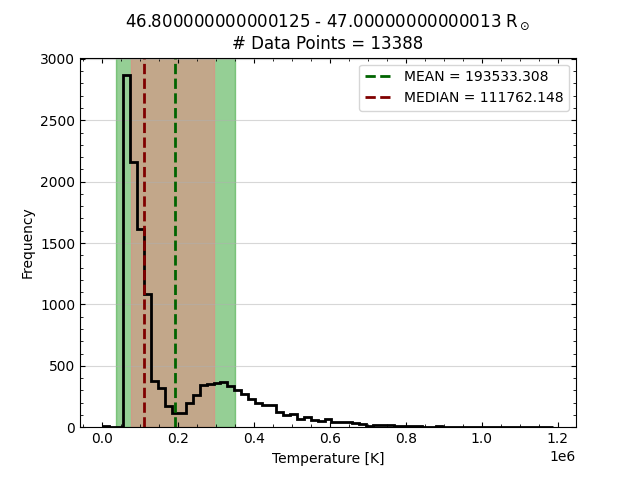 46.800000000000125 - 47.00000000000013 R☉
# Data Points = 13388
MEAN = 193533.308
MEDIAN = 111762.148
Frequency
3000
2500
2000
1500
1000
500
0
0.0 0.2 0.4 0.6 0.8 1.0 1.2
1e6
Temperature [K]